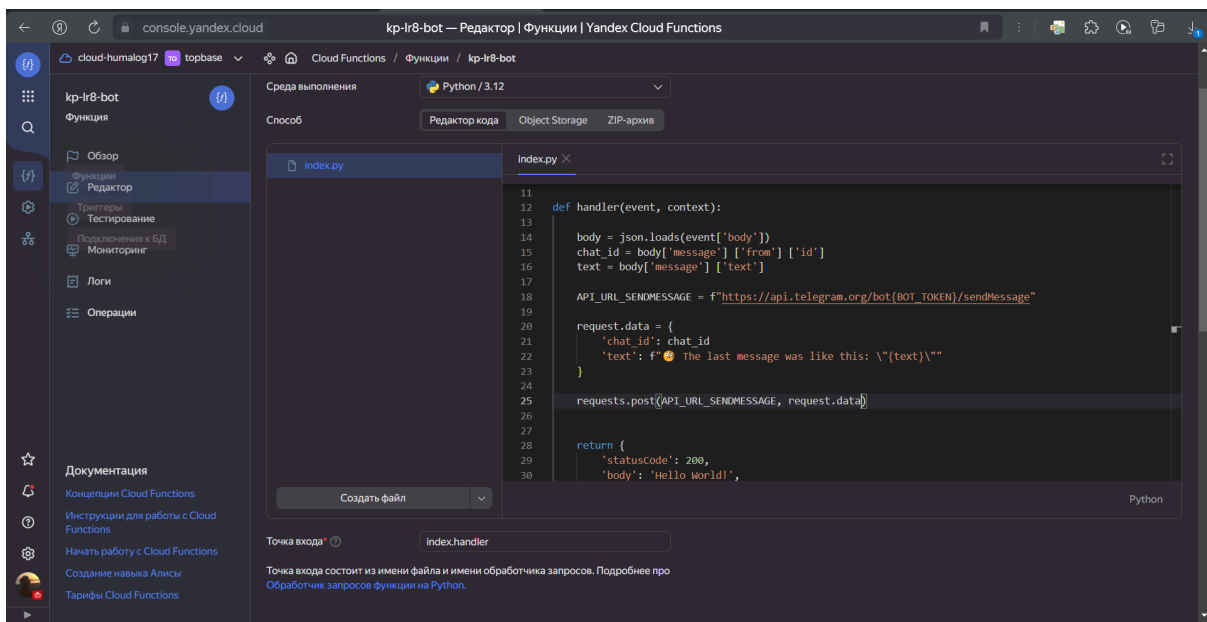 console.yandex.cloud
kp-lr8-bot — Редактор | Функции | Yandex Cloud Functions
cloud-humalog17 TO topbase
Cloud Functions / Функции / kp-lr8-bot
kp-lr8-bot
Функция
Обзор
Функции
Редактор
Триггеры
Тестирование
Подключения к БД
Мониторинг
Логи
Операции
Документация
Концепции Cloud Functions
Инструкции для работы с Cloud
Functions
Начать работу с Cloud Functions
Создание навыка Алисы
Тарифы Cloud Functions
Среда выполнения
Python / 3.12
Способ
Редактор кода Object Storage ZIP-архив
index.py
Создать файл
index.py
11
12 def handler(event, context):
13
14 body = json.loads(event['body'])
15 chat_id = body['message'] ['from'] ['id']
16 text = body['message'] ['text']
17
18 API_URL_SENDMESSAGE = f"https://api.telegram.org/bot{BOT_TOKEN}/sendMessage"
19
20 request.data = {
21 'chat_id': chat_id
22 'text': f"🧐 The last message was like this: \"{text}\""
23 }
24
25 requests.post(API_URL_SENDMESSAGE, request.data)
26
27
28 return {
29 'statusCode': 200,
30 'body': 'Hello World!',
Python
Точка входа*
index.handler
Точка входа состоит из имени файла и имени обработчика запросов. Подробнее про
Обработчик запросов функции на Python.
1